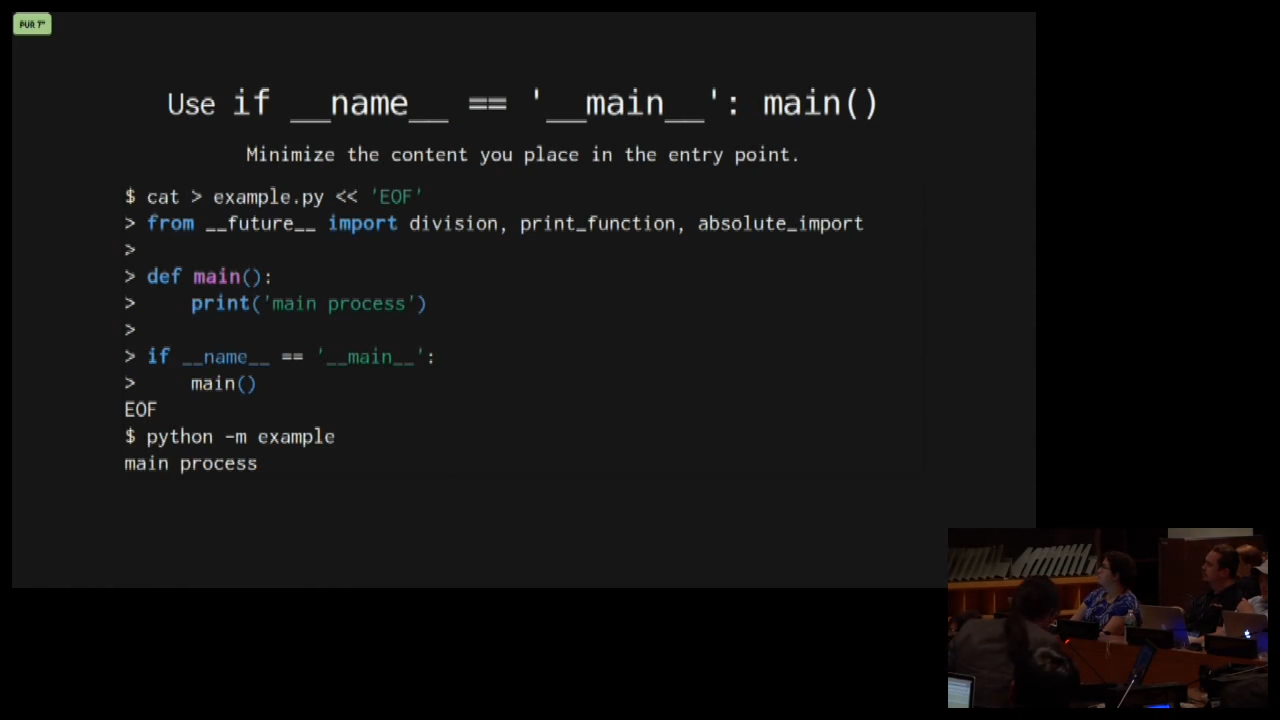 Use if __name__ == '__main__': main()
Minimize the content you place in the entry point.
$ cat > example.py << 'EOF'
> from __future__ import division, print_function, absolute_import
>
> def main():
>     print('main process')
>
> if __name__ == '__main__':
>     main()
EOF
$ python -m example
main process